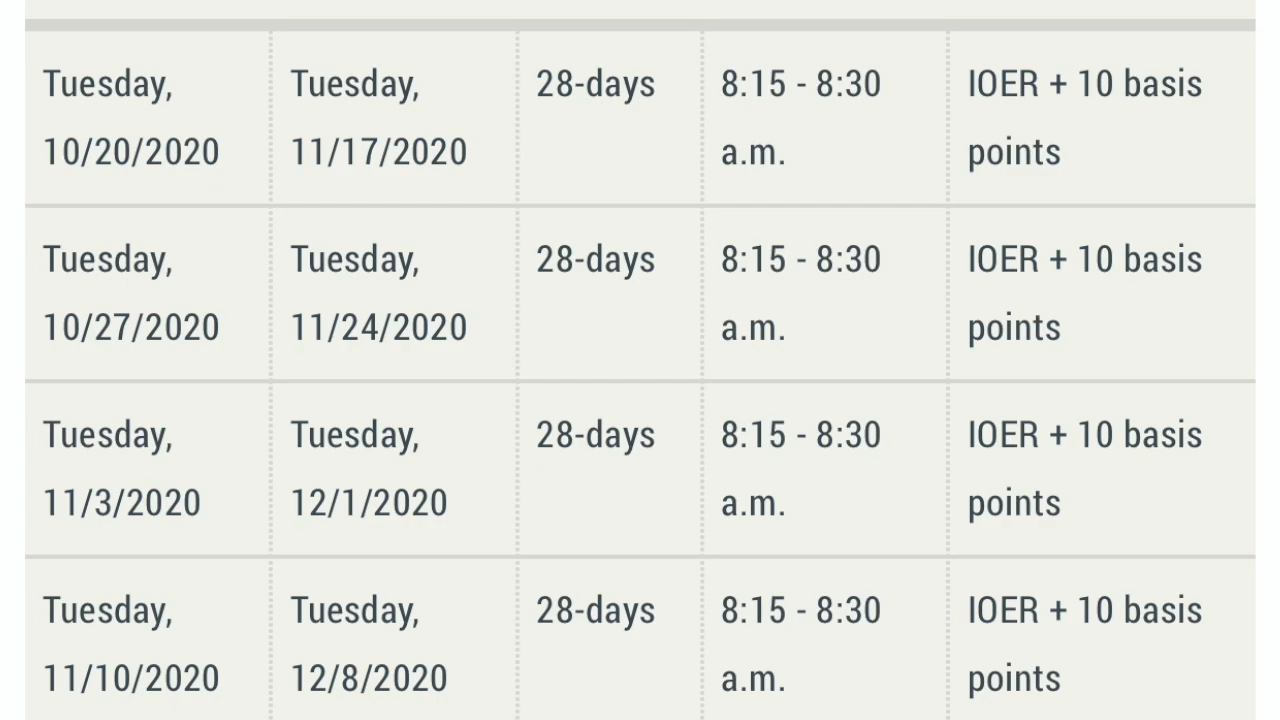 Tuesday, Tuesday, 28-days 8:15 - 8:30 IOER + 10 basis
10/20/2020 11/17/2020 a.m. points
Tuesday, Tuesday, 28-days 8:15 - 8:30 IOER + 10 basis
10/27/2020 11/24/2020 a.m. points
Tuesday, Tuesday, 28-days 8:15 - 8:30 IOER + 10 basis
11/3/2020 12/1/2020 a.m. points
Tuesday, Tuesday, 28-days 8:15 - 8:30 IOER + 10 basis
11/10/2020 12/8/2020 a.m. points